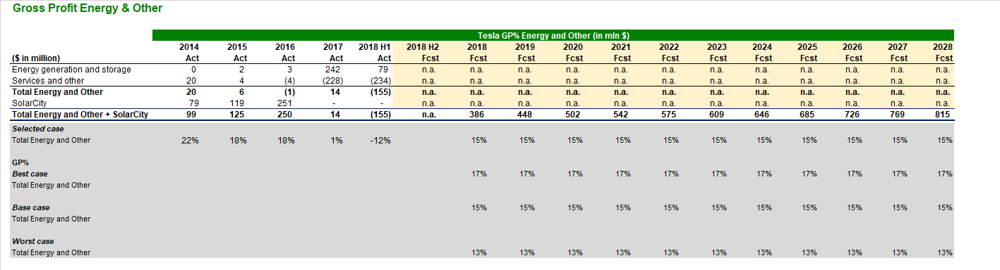 Gross Profit Energy & Other
Tesla GP% Energy and Other (in mln $)
2014 2015 2016 2017 2018 H1 2018 H2 2018 2019 2020 2021 2022 2023 2024 2025 2026 2027 2028
($ in million) Act Act Act Act Act Fcst Fcst Fcst Fcst Fcst Fcst Fcst Fcst Fcst Fcst Fcst Fcst
Energy generation and storage 0 2 3 242 79 n.a. n.a. n.a. n.a. n.a. n.a. n.a. n.a. n.a. n.a. n.a. n.a.
Services and other 20 4 (4) (228) (234) n.a. n.a. n.a. n.a. n.a. n.a. n.a. n.a. n.a. n.a. n.a. n.a.
Total Energy and Other 20 6 (1) 14 (155) n.a. n.a. n.a. n.a. n.a. n.a. n.a. n.a. n.a. n.a. n.a. n.a.
SolarCity 79 119 251 - - n.a. n.a. n.a. n.a. n.a. n.a. n.a. n.a. n.a. n.a. n.a. n.a.
Total Energy and Other + SolarCity 99 125 250 14 (155) n.a. 386 448 502 542 575 609 646 685 726 769 815
Selected case
Total Energy and Other 22% 18% 18% 1% -12% 15% 15% 15% 15% 15% 15% 15% 15% 15% 15% 15%
GP%
Best case 17% 17% 17% 17% 17% 17% 17% 17% 17% 17% 17%
Total Energy and Other
Base case 15% 15% 15% 15% 15% 15% 15% 15% 15% 15% 15%
Total Energy and Other
Worst case
Total Energy and Other 13% 13% 13% 13% 13% 13% 13% 13% 13% 13% 13%